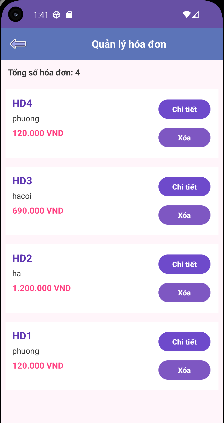 1:41
Quản lý hóa đơn
Tổng số hóa đơn: 4
HD4
phuong
120.000 VND
Chi tiết
Xóa
HD3
hacoi
690.000 VND
Chi tiết
Xóa
HD2
ha
1.200.000 VND
Chi tiết
Xóa
HD1
phuong
120.000 VND
Chi tiết
Xóa